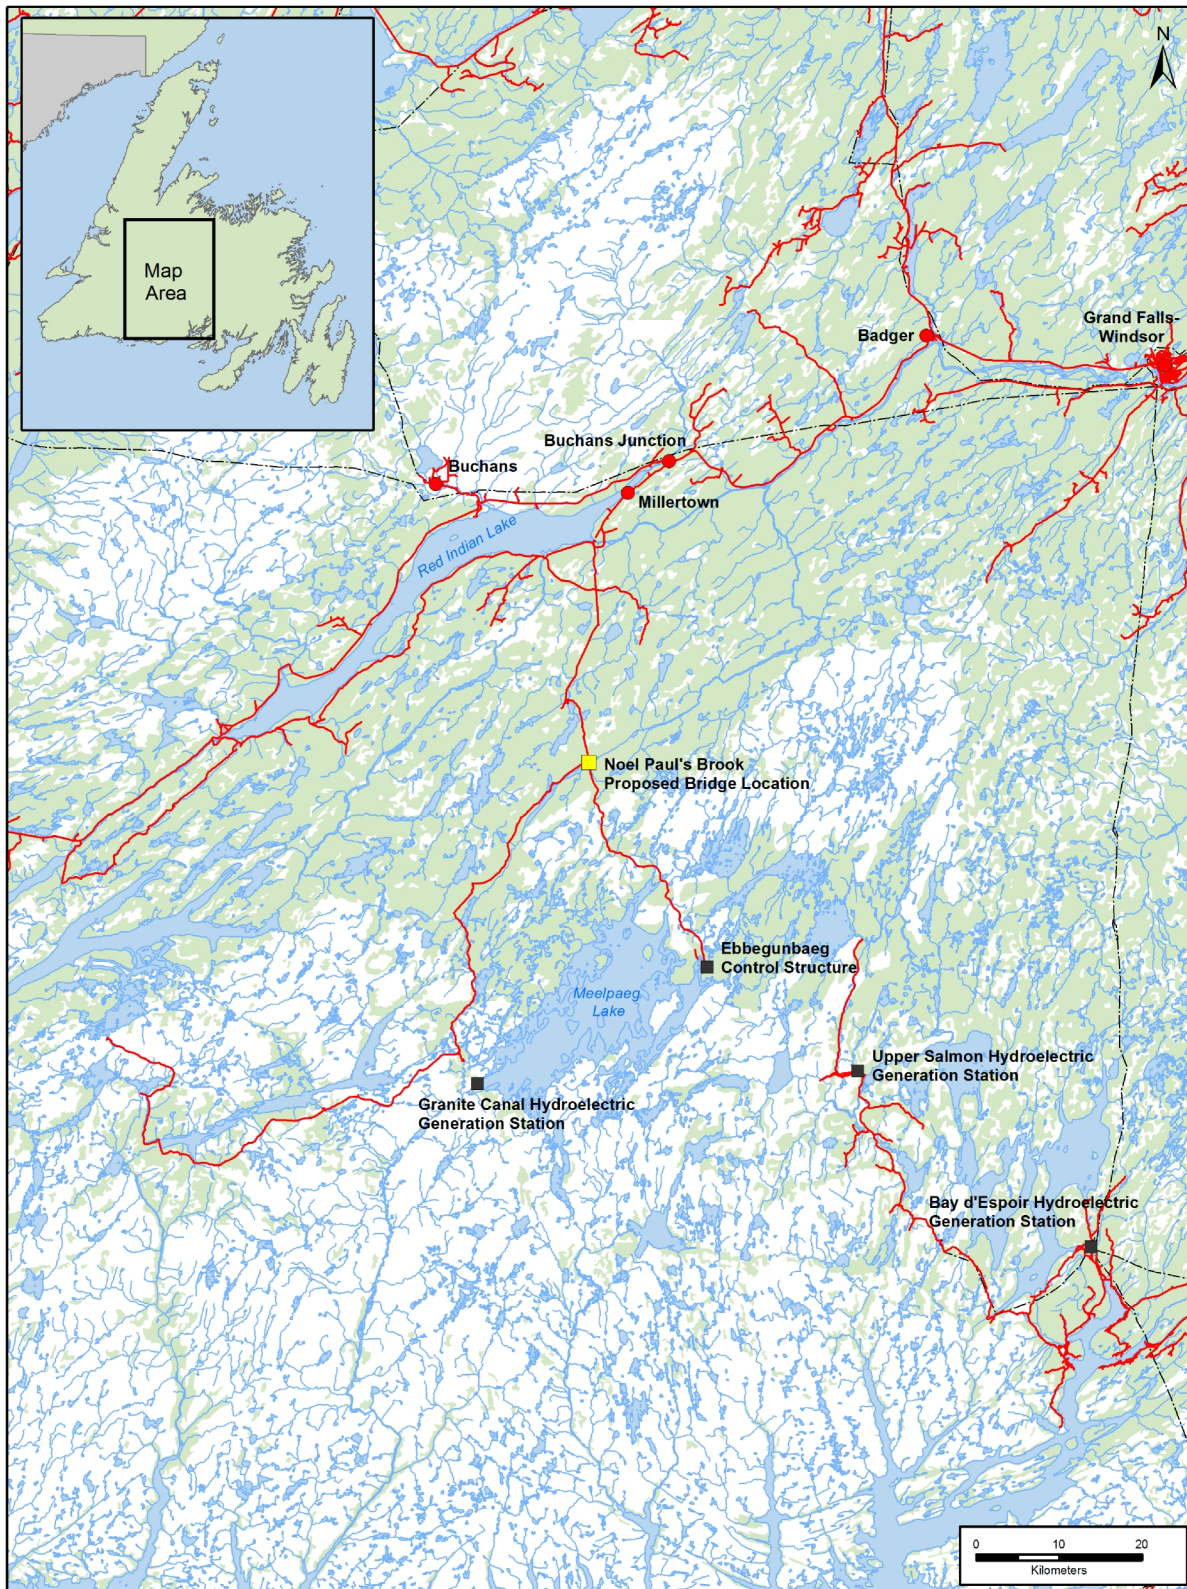 N
Map
Area
Grand Falls-
Windsor
Badger
Buchans Junction
Buchans
Millertown
Red Indian Lake
Noel Paul's Brook
Proposed Bridge Location
Ebbegunbaeg
Control Structure
Meelpaeg
Lake
Upper Salmon Hydroelectric
Generation Station
Granite Canal Hydroelectric
Generation Station
Bay d'Espoir Hydroelectric
Generation Station
0 10 20
Kilometers